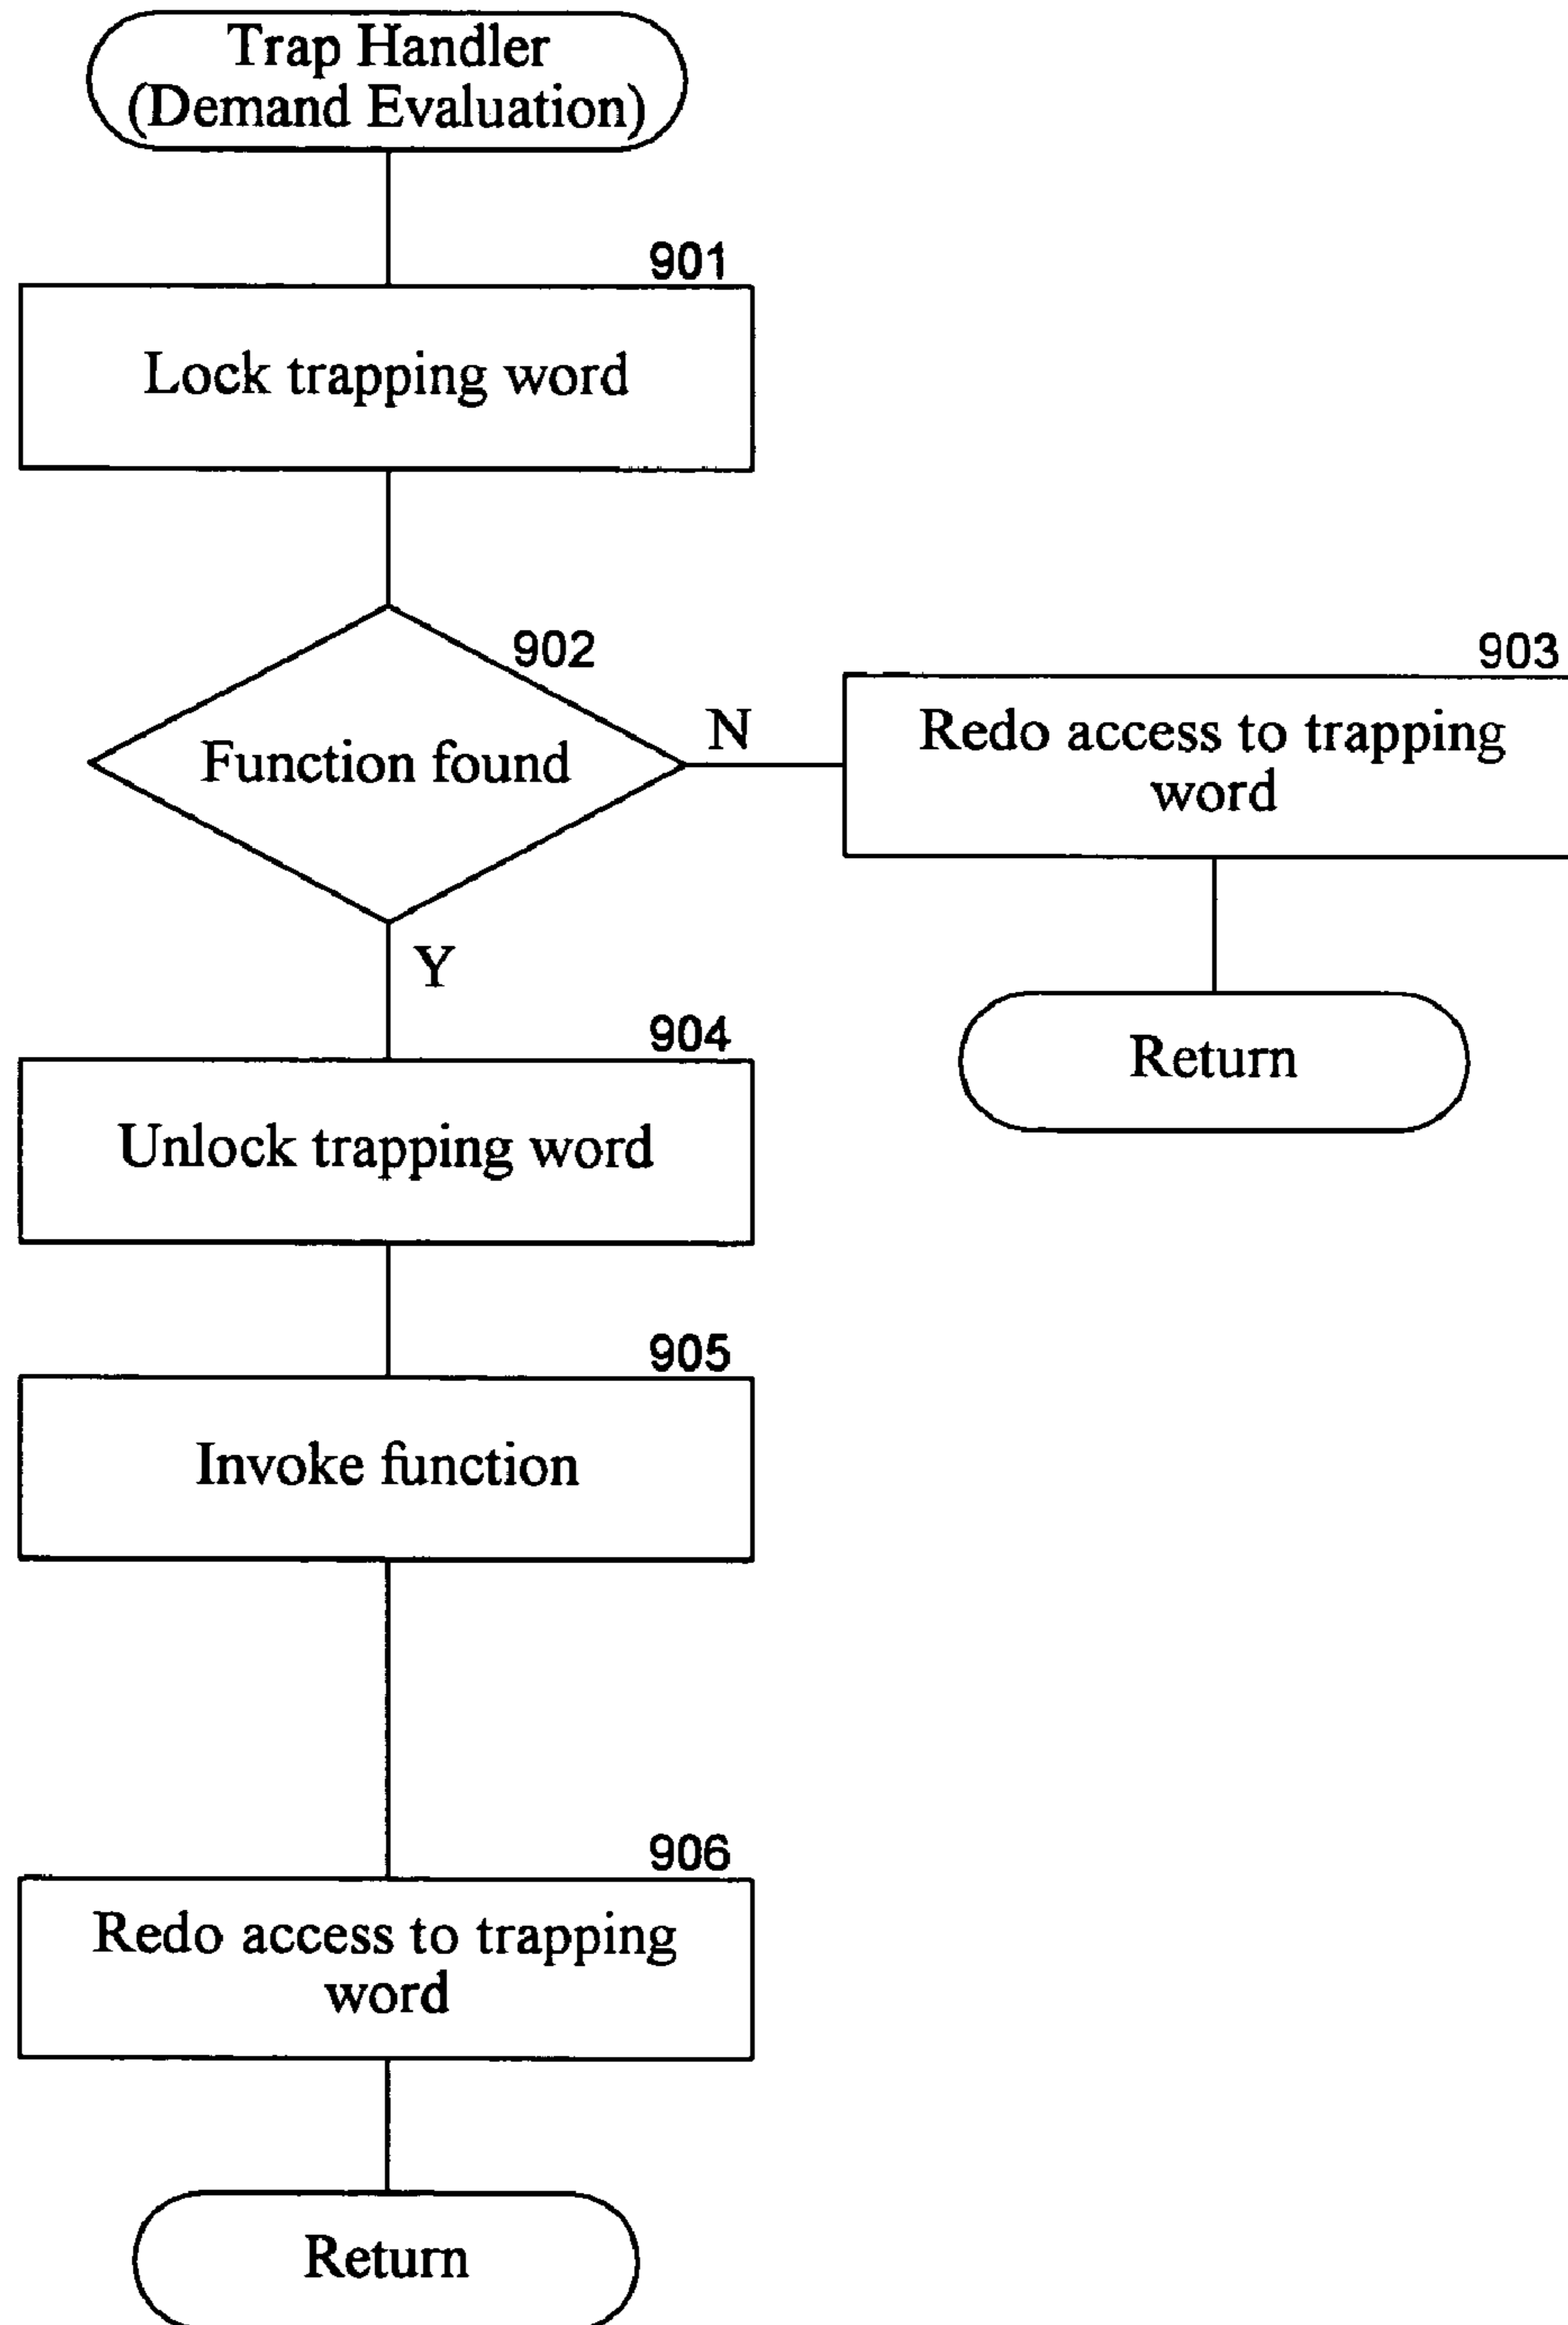 Trap Handler
(Demand Evaluation)
901
Lock trapping word
902
Function found
N
903
Redo access to trapping
word
Return
Y
904
Unlock trapping word
905
Invoke function
906
Redo access to trapping
word
Return